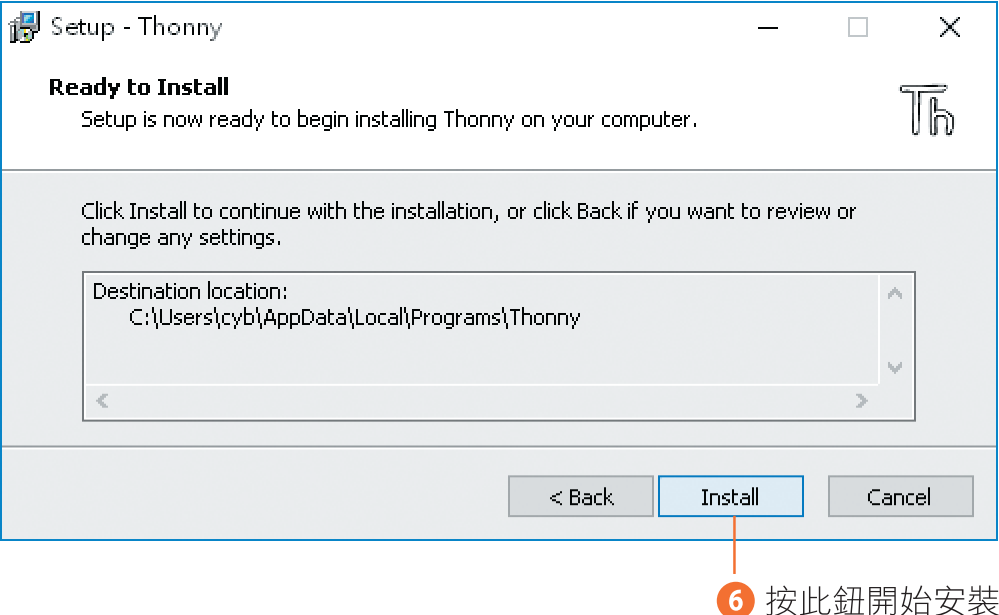 Setup - Thonny
Ready to Install
Setup is now ready to begin installing Thonny on your computer.
Th
Click Install to continue with the installation, or click Back if you want to review or
change any settings.
Destination location:
C:\Users\cyb\AppData\Local\Programs\Thonny
< Back Install Cancel
6 按此鈕開始安裝